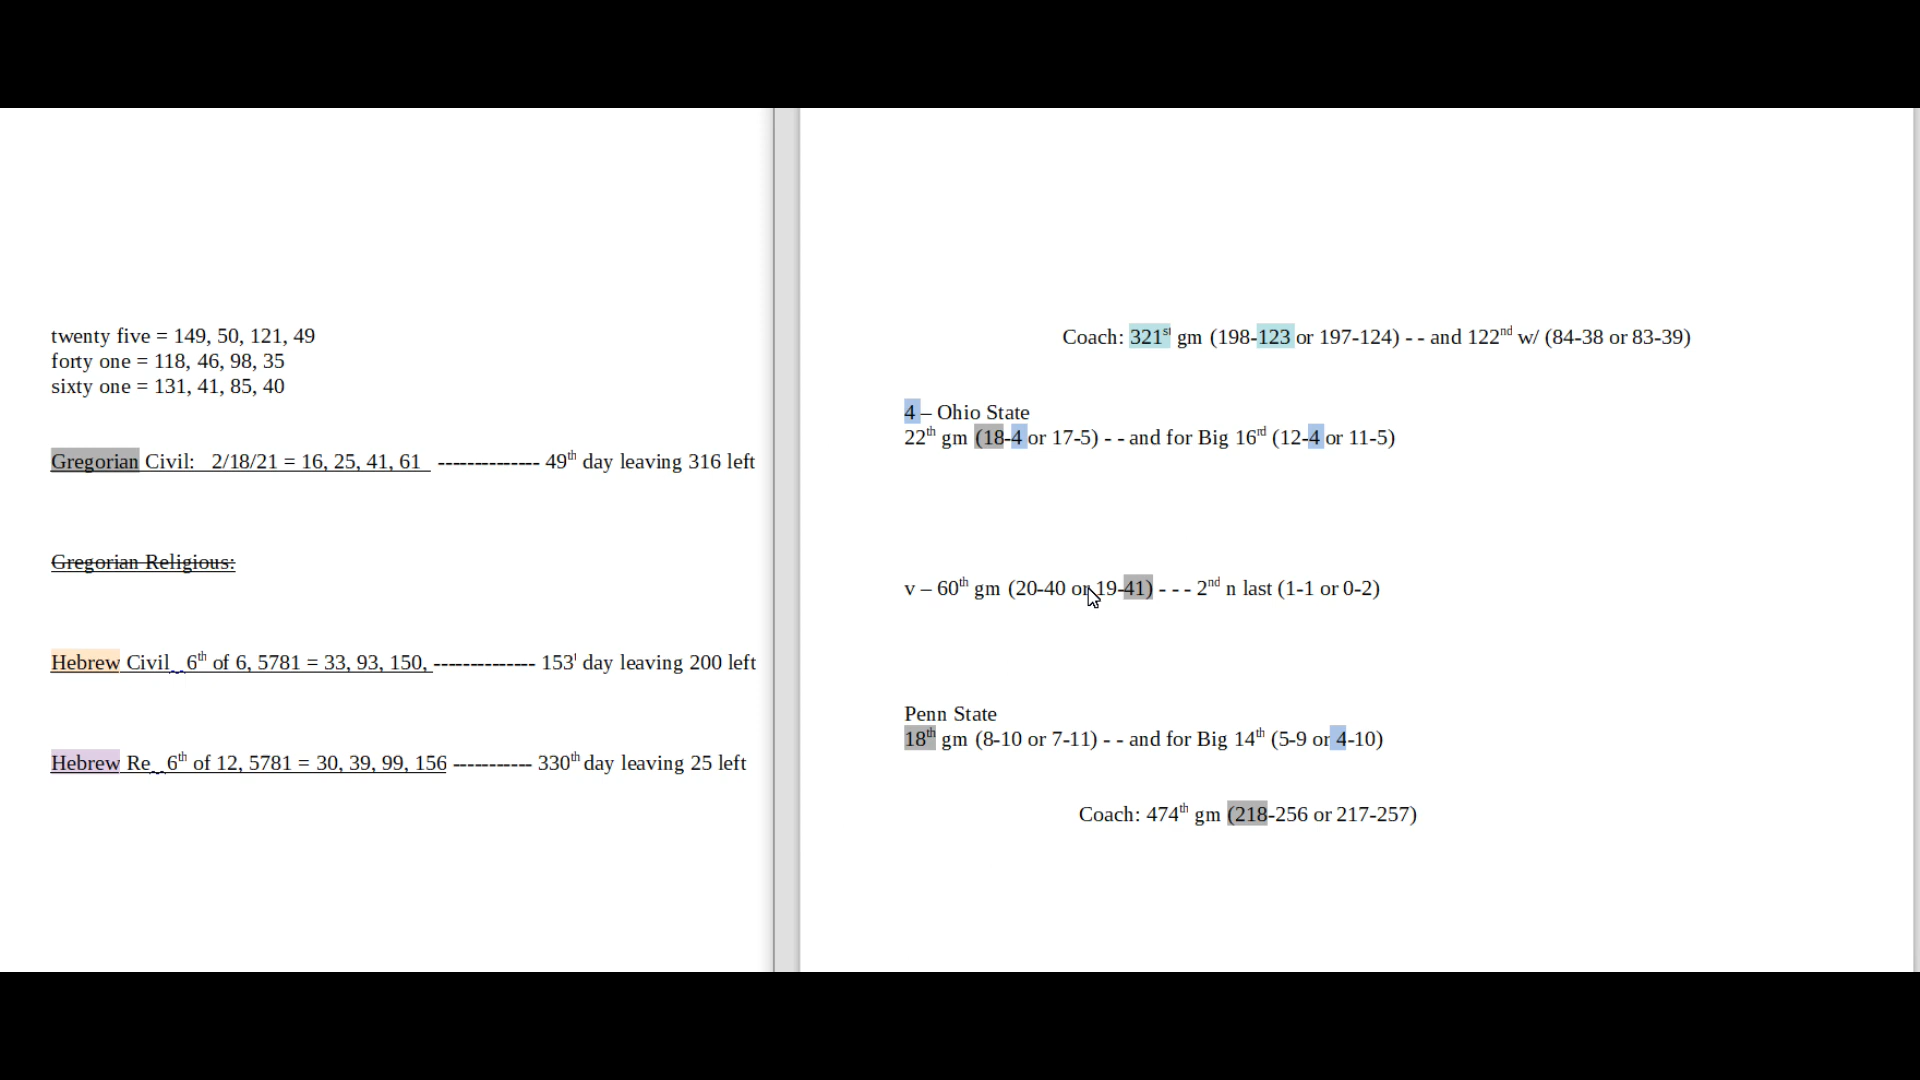 twenty five = 149, 50, 121, 49
forty one = 118, 46, 98, 35
sixty one = 131, 41, 85, 40
Gregorian Civil: 2/18/21 = 16, 25, 41, 61 -------------- 49th day leaving 316 left
Gregorian Religious:
Hebrew Civil 6th of 6, 5781 = 33, 93, 150, -------------- 153t day leaving 200 left
Hebrew Re 6th of 12, 5781 = 30, 39, 99, 156 ----------- 330th day leaving 25 left
Coach: 321st gm (198-123 or 197-124) - - and 122nd w/ (84-38 or 83-39)
4 – Ohio State
22th gm (18-4 or 17-5) - - and for Big 16rd (12-4 or 11-5)
v – 60th gm (20-40 or 19-41) - - - 2nd n last (1-1 or 0-2)
Penn State
18th gm (8-10 or 7-11) - - and for Big 14th (5-9 or 4-10)
Coach: 474th gm (218-256 or 217-257)